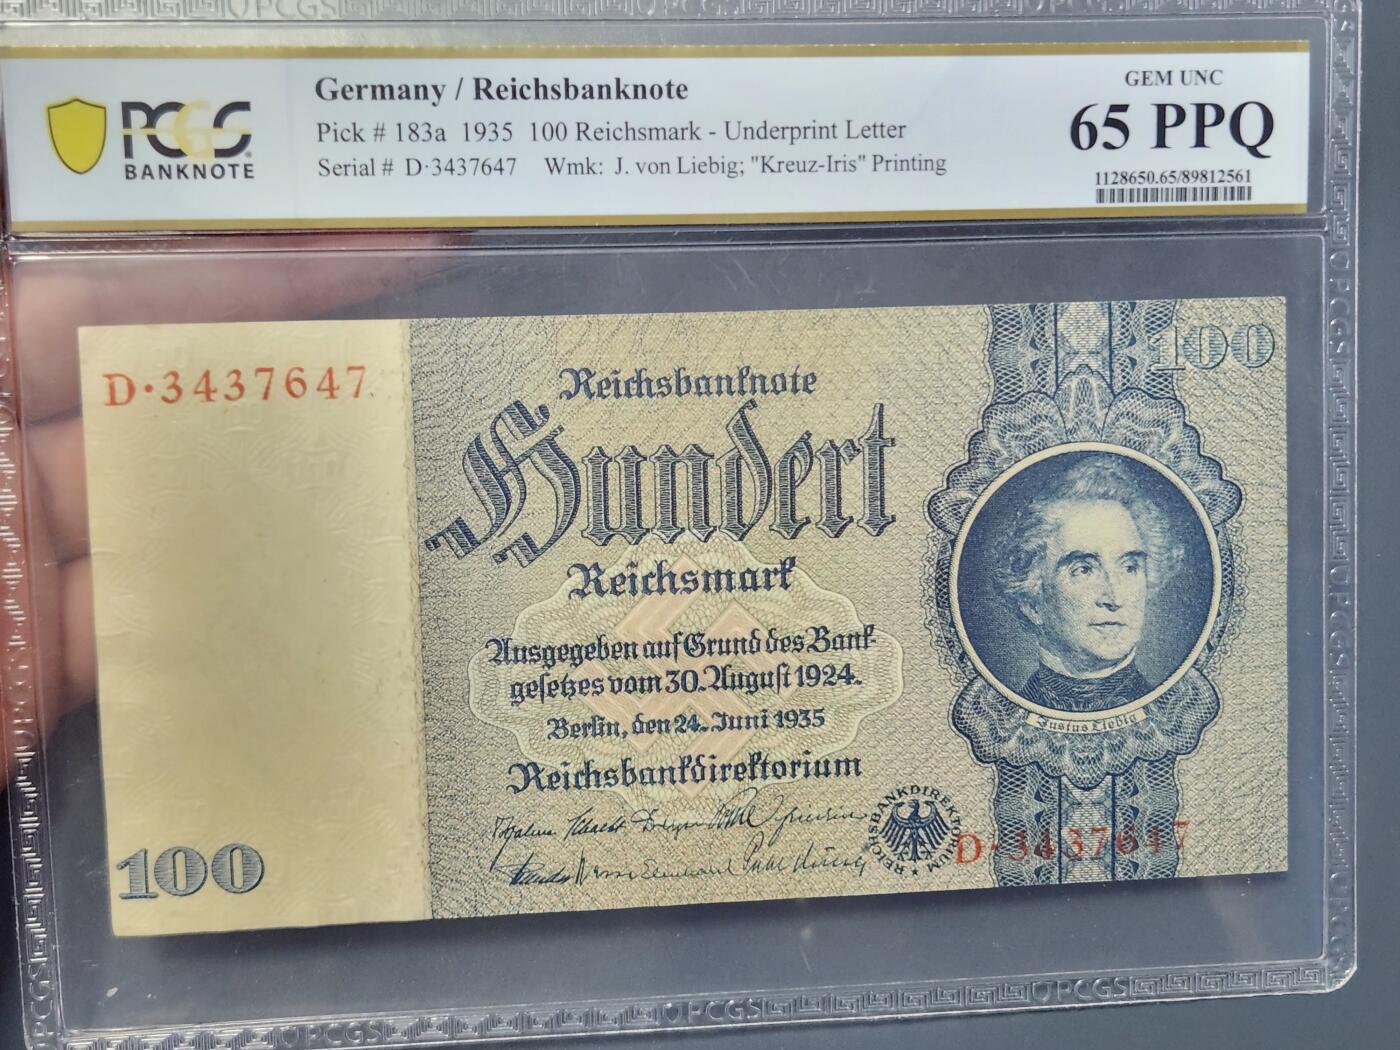 PCGS
BANKNOTE
Germany / Reichsbanknote
Pick # 183a 1935 100 Reichsmark - Underprint Letter
Serial # D·3437647 Wmk: J. von Liebig; "Kreuz-Iris" Printing
GEM UNC
65 PPQ
1128650.65/89812561
D·3437647
100
Reichsbanknote
Hundert
Reichsmark
Ausgegeben auf Grund des Bank-
gesetzes vom 30. August 1924.
Berlin, den 24. Juni 1935
Reichsbankdirektorium
REICHSBANKDIREKTORIUM
Justus Liebig
D·3437647
100